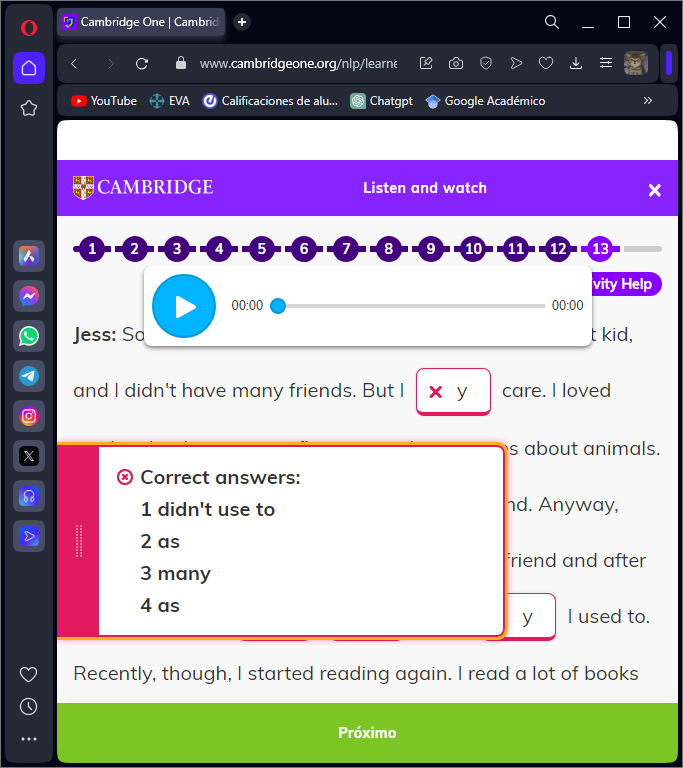 Cambridge One | Cambrid
www.cambridgeone.org/nlp/learne
YouTube EVA Calificaciones de alu... Chatgpt Google Académico
CAMBRIDGE Listen and watch
1 2 3 4 5 6 7 8 9 10 11 12 13
vity Help
00:00 00:00
Jess: So t kid,
and I didn't have many friends. But I y care. I loved
s about animals.
nd. Anyway,
friend and after
y I used to.
Correct answers:
1 didn't use to
2 as
3 many
4 as
Recently, though, I started reading again. I read a lot of books
Próximo